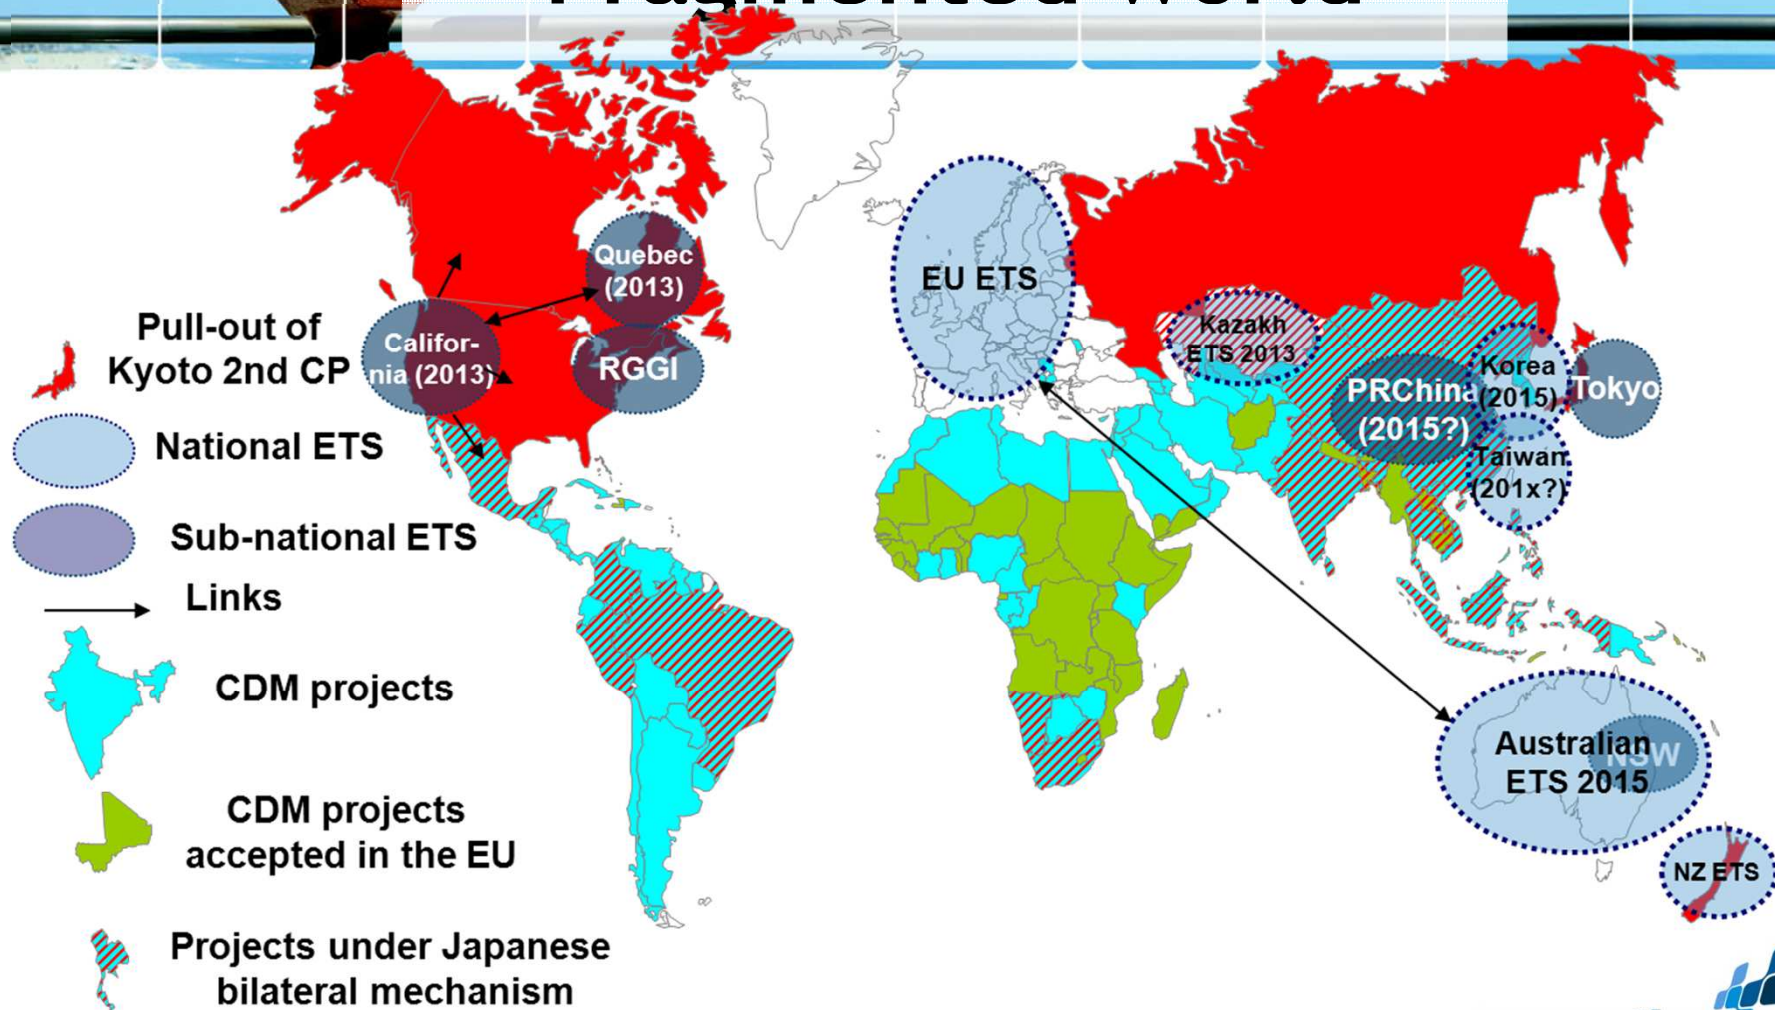 Fragmented world
Quebec
(2013)
EU ETS
Pull-out of
Kyoto 2nd CP
Califor-
nia (2013)
RGGI
Kazakh
ETS 2013
PRChina
(2015?)
Korea
(2015)
Tokyo
Taiwan
(201x?)
National ETS
Sub-national ETS
Links
CDM projects
CDM projects
accepted in the EU
Projects under Japanese
bilateral mechanism
Australian
ETS 2015
NSW
NZ ETS